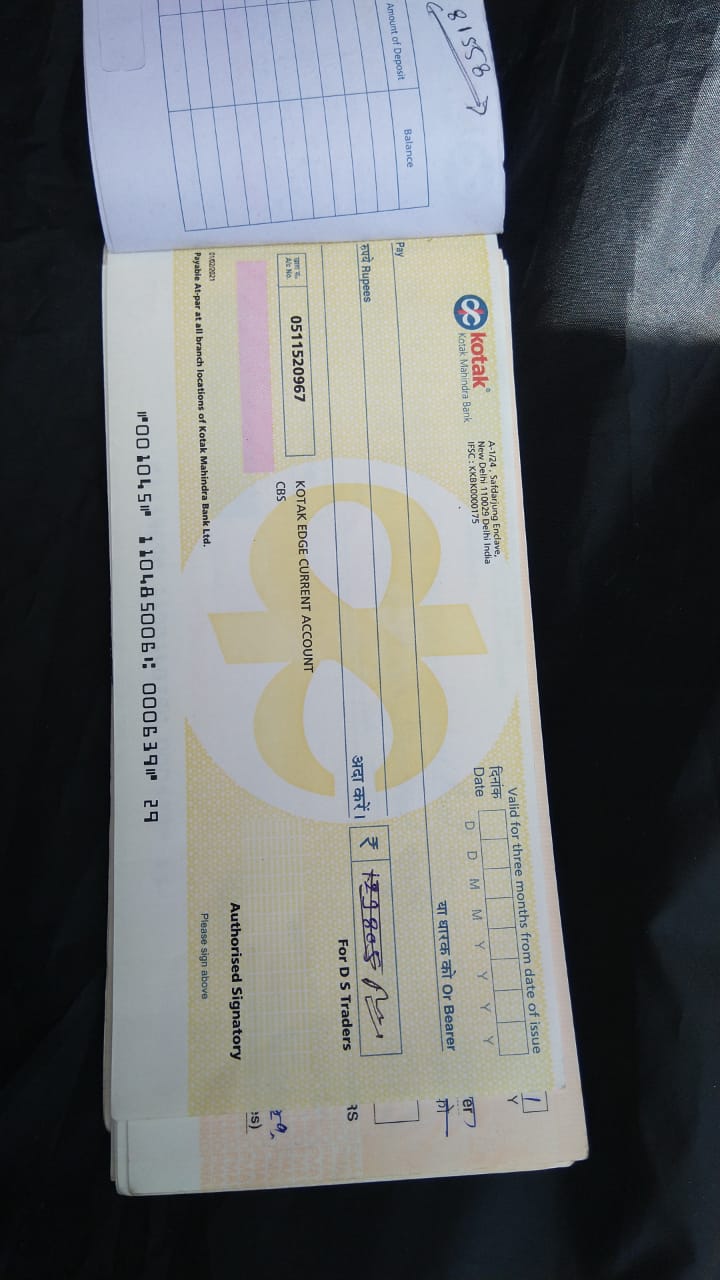 81558
Amount of Deposit Balance
kotak®
Kotak Mahindra Bank
A-1/24, Safdarjung Enclave,
New Delhi 110029 Delhi India
IFSC : KKBK0000175
Valid for three months from date of issue
दिनांक
Date
D D M M Y Y Y Y
Pay
या धारक को Or Bearer
रुपये Rupees
अदा करें।
₹
खाता सं.
A/c No.
0511520967
KOTAK EDGE CURRENT ACCOUNT
CBS
For D S Traders
Authorised Signatory
Please sign above
01/02/2021
Payable At-par at all branch locations of Kotak Mahindra Bank Ltd.
⑈001045⑈ 110485006⑆ 000639⑈ 29
Y
er
RS
29,
s)